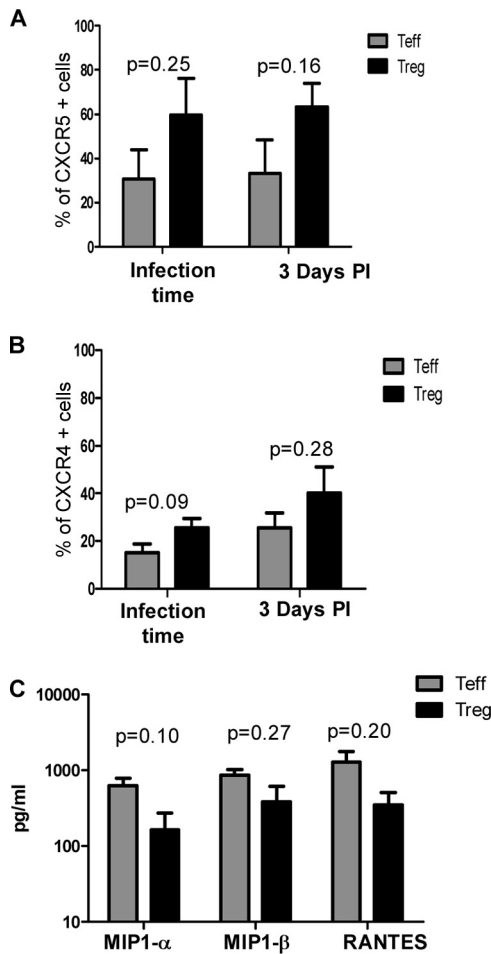 A
Teff
Treg
p=0.25
p=0.16
% of CXCR5 + cells
100
80
60
40
20
0
Infection
time
3 Days PI
B
Teff
Treg
p=0.09
p=0.28
% of CXCR4 + cells
100
80
60
40
20
0
Infection
time
3 Days PI
C
Teff
Treg
p=0.10
p=0.27
p=0.20
pg/ml
10000
1000
100
10
MIP1-α
MIP1-β
RANTES